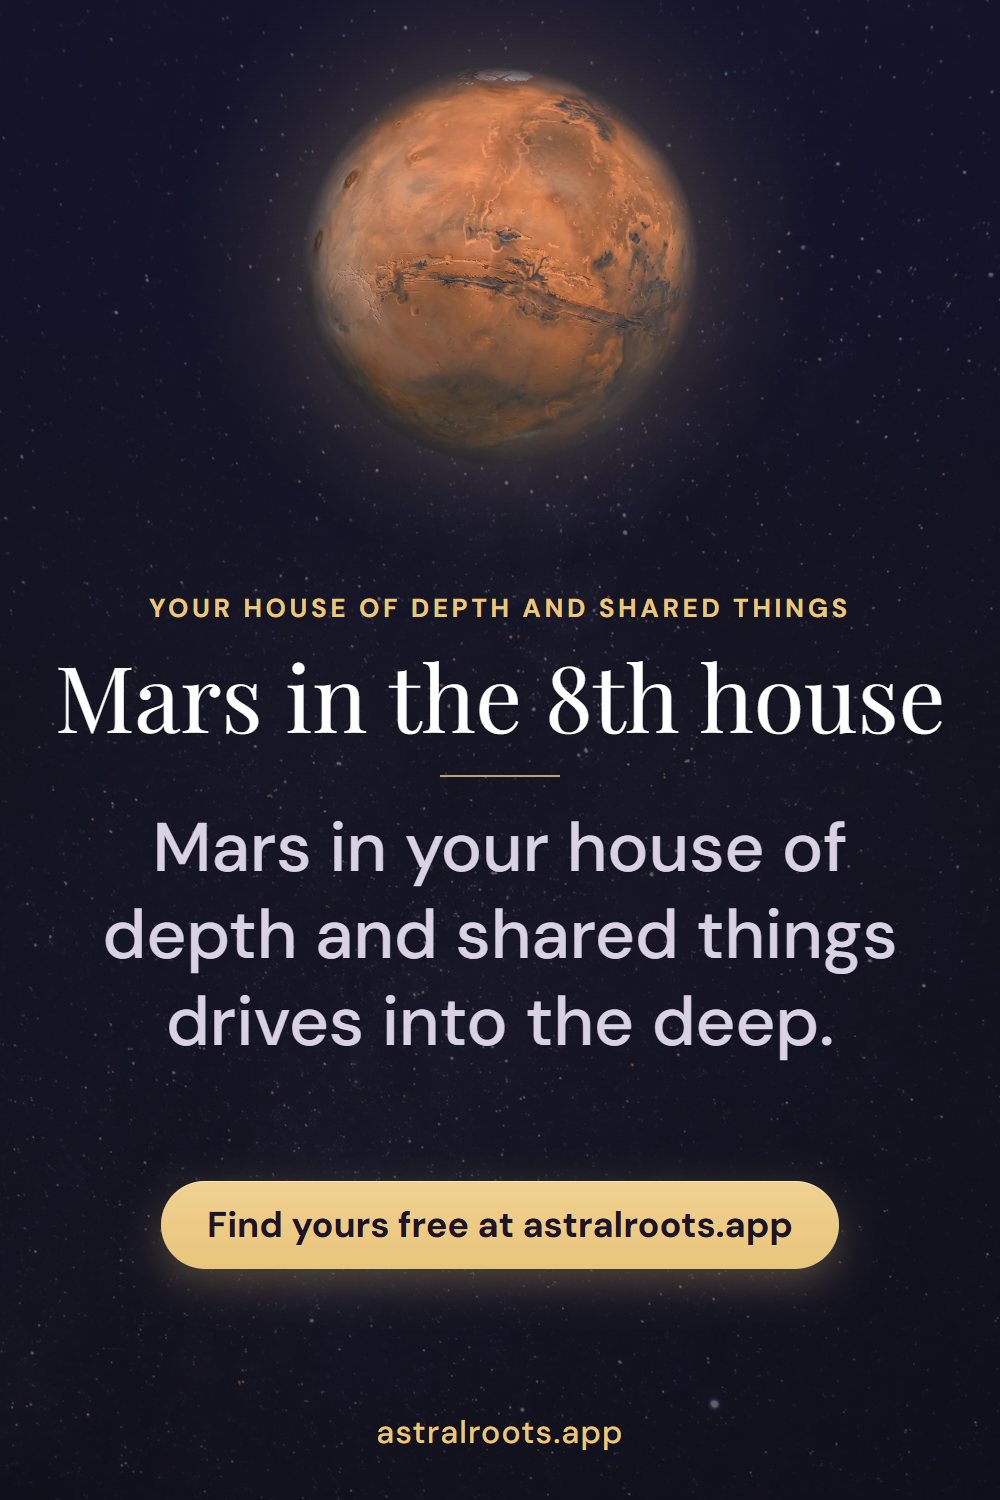 YOUR HOUSE OF DEPTH AND SHARED THINGS
Mars in the 8th house
Mars in your house of
depth and shared things
drives into the deep.
Find yours free at astralroots.app
astralroots.app